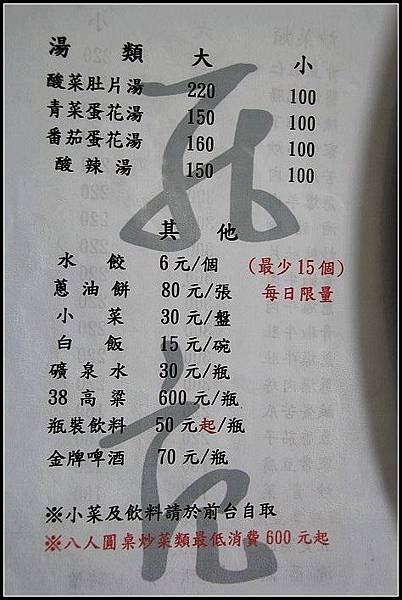 湯 類 大 小
酸菜肚片湯 220 100
青菜蛋花湯 150 100
番茄蛋花湯 160 100
酸辣湯 150 100
其 他
水餃 6元/個 (最少15個)
蔥油餅 80元/張 每日限量
小菜 30元/盤
白飯 15元/碗
礦泉水 30元/瓶
38高粱 600元/瓶
瓶裝飲料 50元起/瓶
金牌啤酒 70元/瓶
※小菜及飲料請於前台自取
※八人圓桌炒菜類最低消費600元起